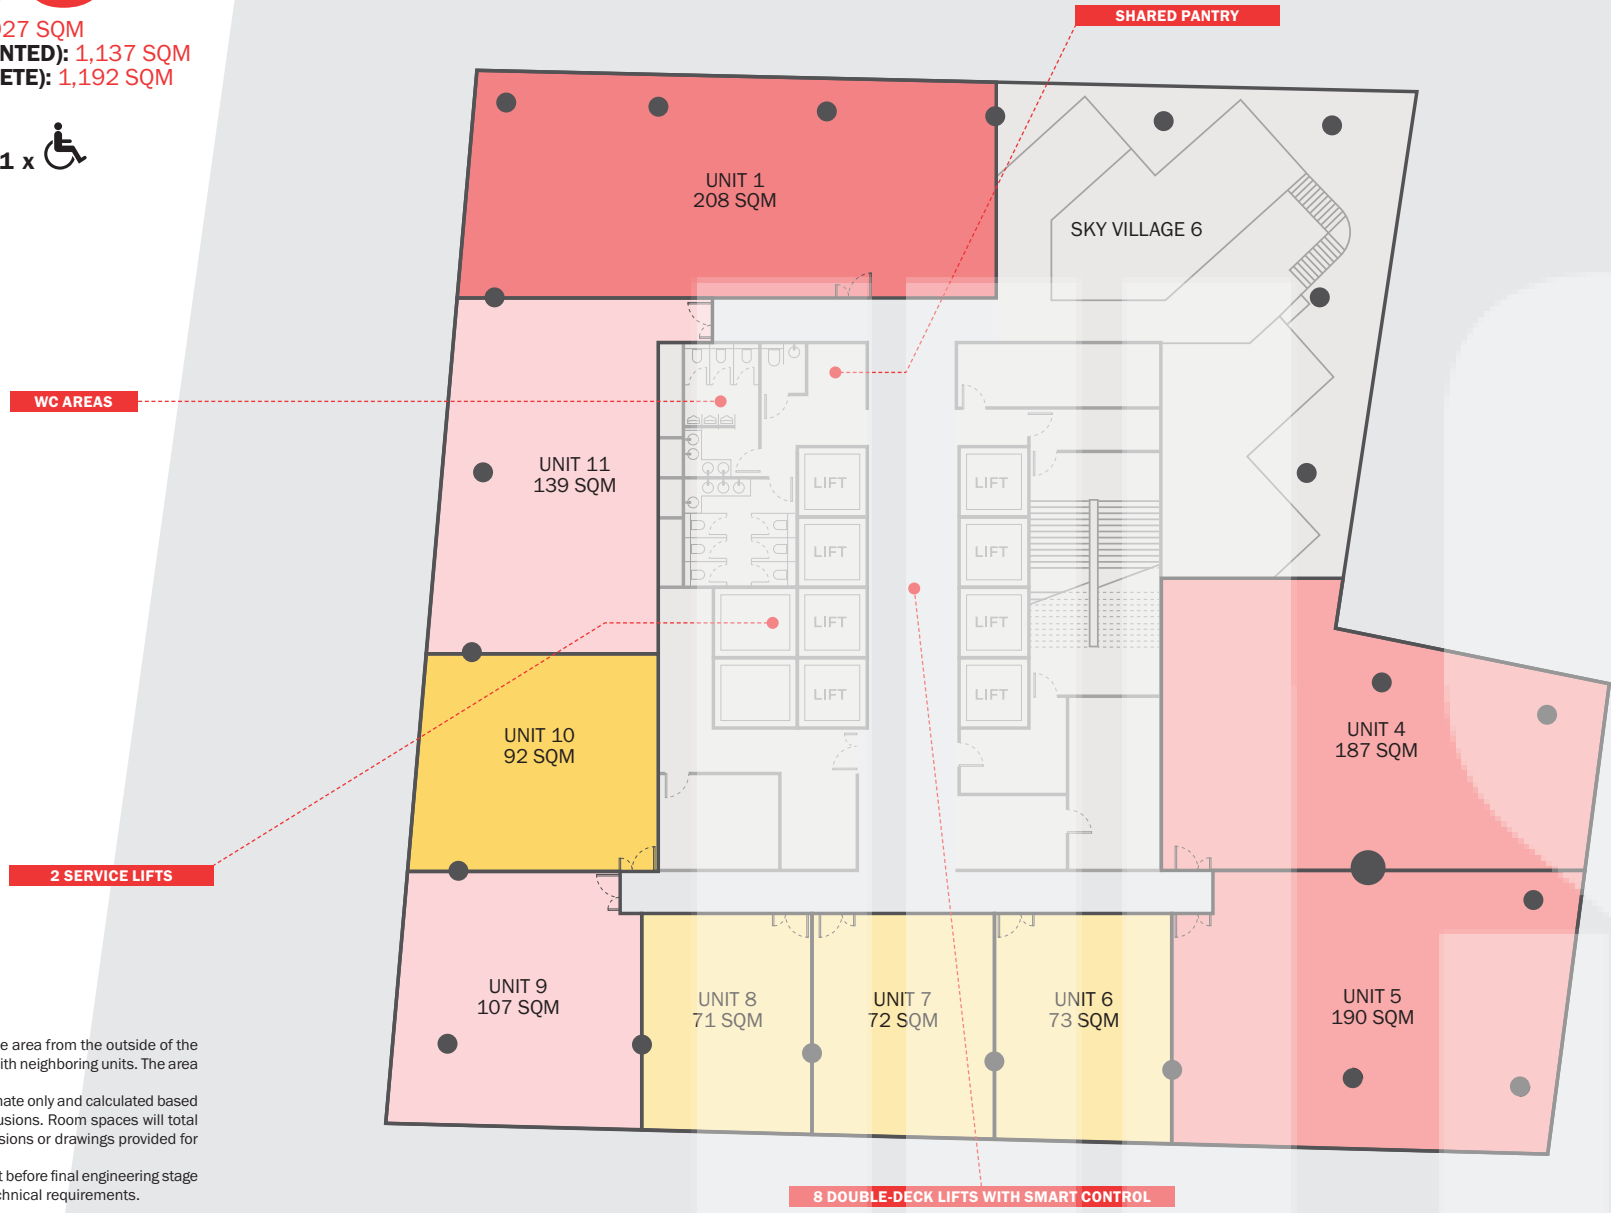 27 SQM
NTED): 1,137 SQM
ETE): 1,192 SQM
1 x
SHARED PANTRY
UNIT 1
208 SQM
SKY VILLAGE 6
WC AREAS
UNIT 11
139 SQM
LIFT
LIFT
LIFT
LIFT
LIFT
LIFT
LIFT
LIFT
UNIT 10
92 SQM
UNIT 4
187 SQM
2 SERVICE LIFTS
UNIT 9
107 SQM
UNIT 8
71 SQM
UNIT 7
72 SQM
UNIT 6
73 SQM
UNIT 5
190 SQM
e area from the outside of the
ith neighboring units. The area
nate only and calculated based
usions. Room spaces will total
sions or drawings provided for
t before final engineering stage
chnical requirements.
8 DOUBLE-DECK LIFTS WITH SMART CONTROL